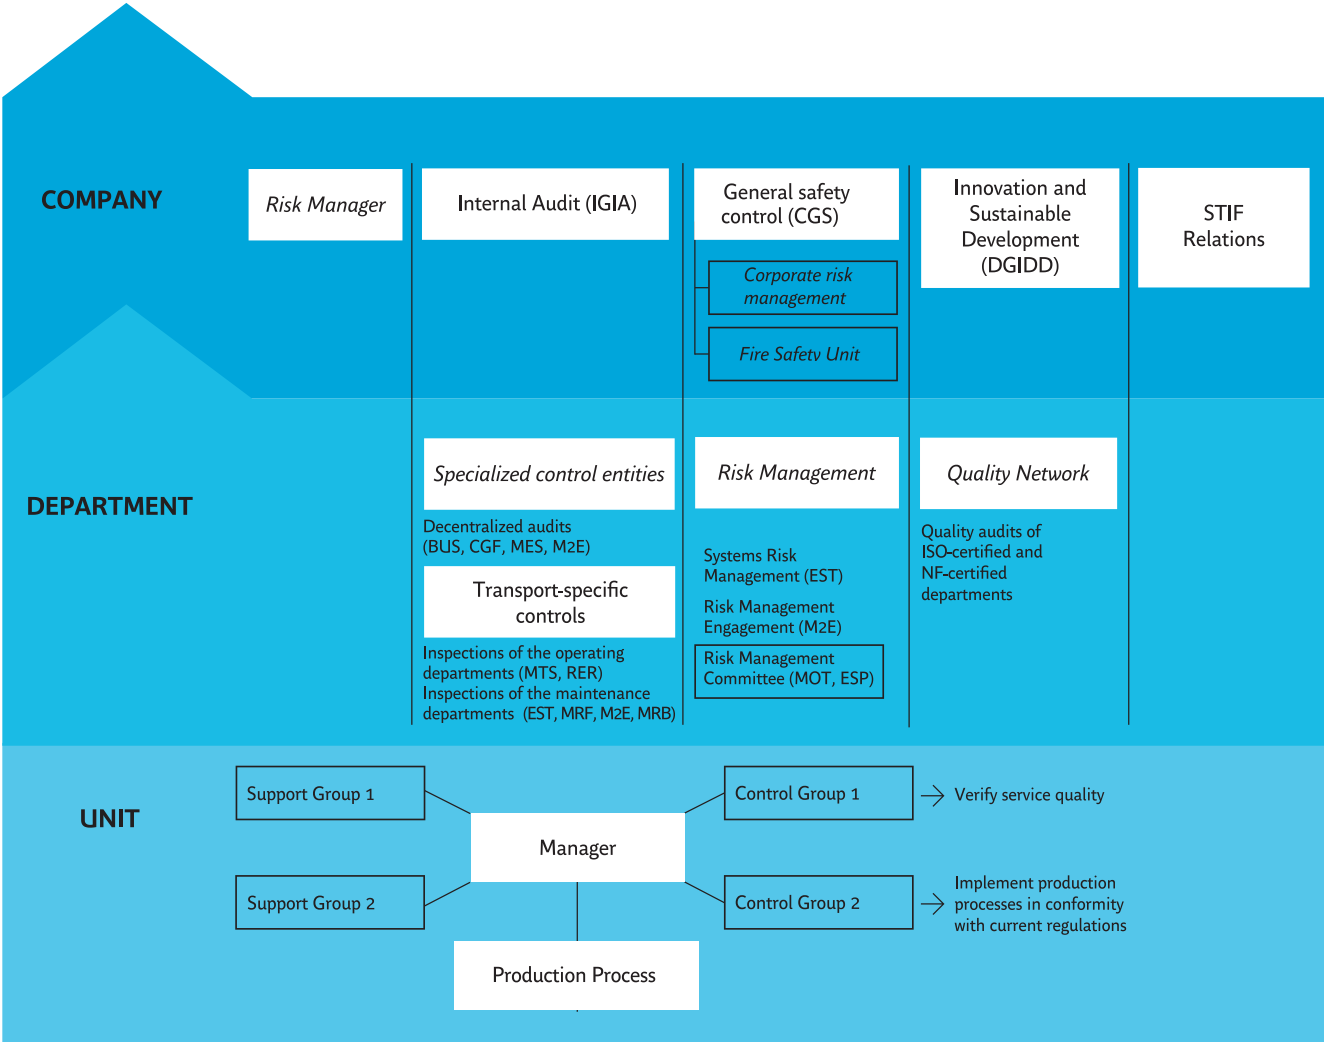 COMPANY
Risk Manager
Internal Audit (IGIA)
General safety
control (CGS)
Corporate risk
management
Fire Safety Unit
Innovation and
Sustainable
Development
(DGIDD)
STIF
Relations
DEPARTMENT
Specialized control entities
Decentralized audits
(BUS, CGF, MES, M2E)
Transport-specific
controls
Inspections of the operating
departments (MTS, RER)
Inspections of the maintenance
departments (EST, MRF, M2E, MRB)
Risk Management
Systems Risk
Management (EST)
Risk Management
Engagement (M2E)
Risk Management
Committee (MOT, ESP)
Quality Network
Quality audits of
ISO-certified and
NF-certified
departments
UNIT
Support Group 1
Support Group 2
Manager
Production Process
Control Group 1
Verify service quality
Control Group 2
Implement production
processes in conformity
with current regulations